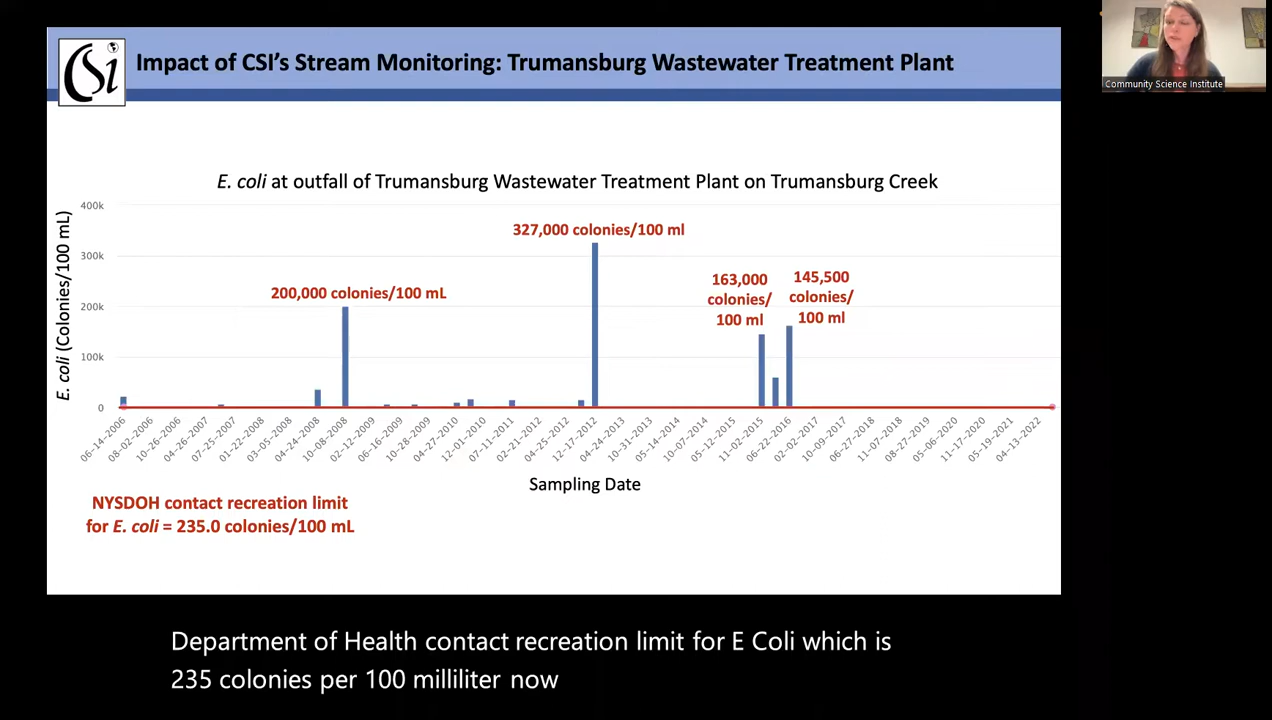 CSi
Impact of CSI's Stream Monitoring: Trumansburg Wastewater Treatment Plant
Community Science Institute
E. coli at outfall of Trumansburg Wastewater Treatment Plant on Trumansburg Creek
E. coli (Colonies/100 mL)
400k
300k
200k
100k
0
200,000 colonies/100 mL
327,000 colonies/100 ml
163,000
colonies/
100 ml
145,500
colonies/
100 ml
06-14-2006
08-02-2006
10-26-2006
04-26-2007
07-25-2007
01-22-2008
03-05-2008
04-24-2008
10-08-2008
02-12-2009
06-16-2009
10-28-2009
04-27-2010
12-01-2010
07-11-2011
02-21-2012
04-25-2012
12-17-2012
04-24-2013
10-31-2013
05-14-2014
10-07-2014
05-12-2015
11-02-2015
06-22-2016
02-02-2017
10-09-2017
06-27-2018
11-07-2018
08-27-2019
05-06-2020
11-17-2020
05-19-2021
04-13-2022
Sampling Date
NYSDOH contact recreation limit
for E. coli = 235.0 colonies/100 mL
Department of Health contact recreation limit for E Coli which is
235 colonies per 100 milliliter now